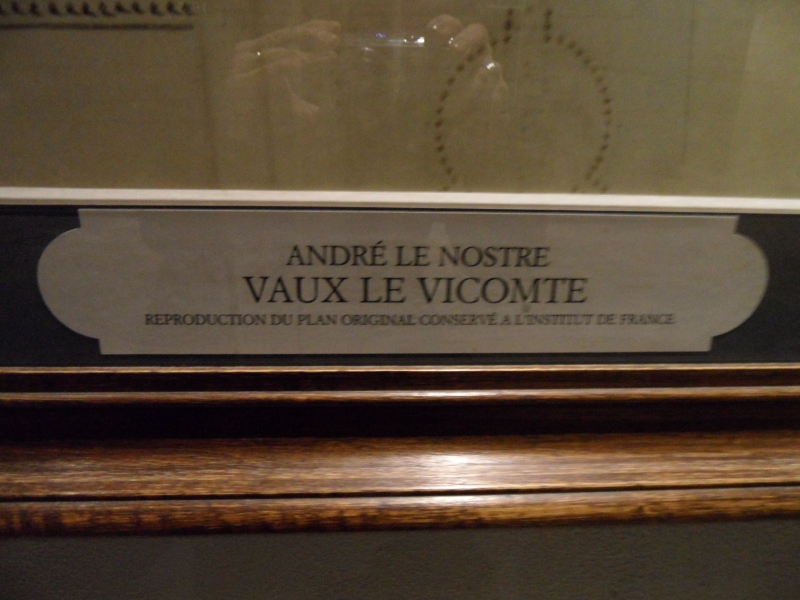 ANDRÉ LE NOSTRE
VAUX LE VICOMTE
REPRODUCTION DU PLAN ORIGINAL CONSERVÉ A L'INSTITUT DE FRANCE